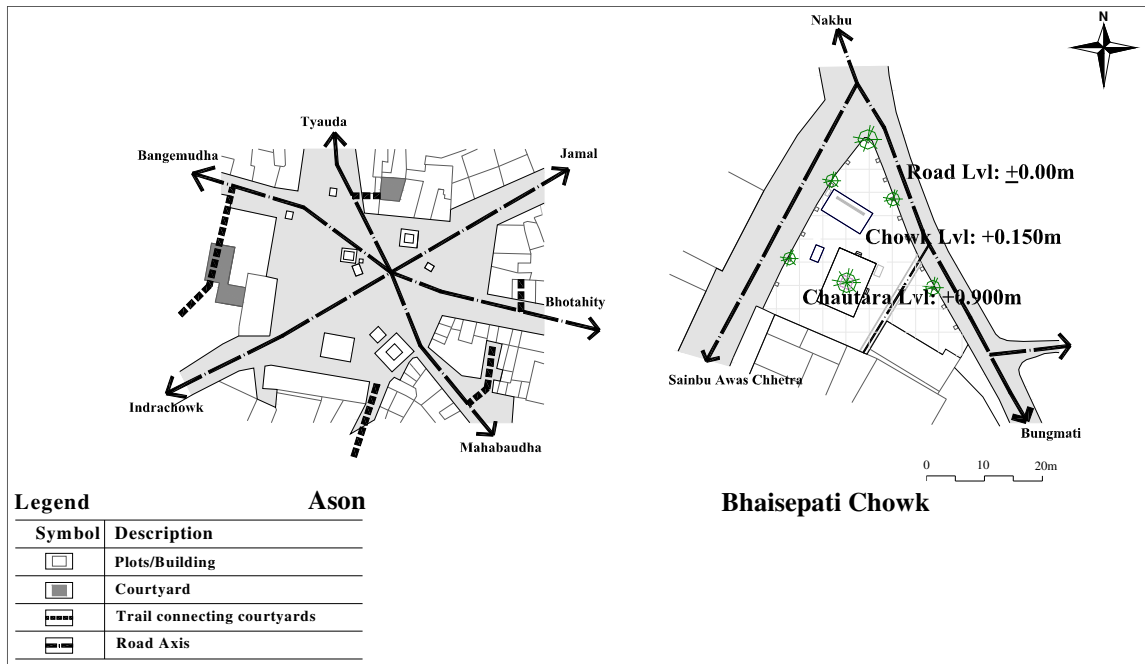 Nakhu
N
Tyauda
Bangemudha
Jamal
Road Lvl: ±0.00m
Chowk Lvl: +0.150m
Bhotahity
Chautara Lvl: +0.900m
Indrachowk
Sainbu Awas Chhetra
Mahabaudha
Bungmati
0 10 20m
Legend
Ason
Bhaisepati Chowk
Symbol Description
Plots/Building
Courtyard
Trail connecting courtyards
Road Axis